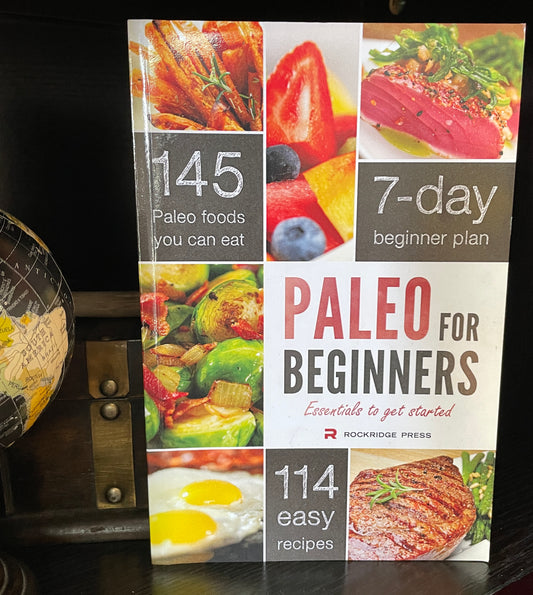 145
Paleo foods
you can eat
7-day
beginner plan
PALEO FOR
BEGINNERS
Essentials to get started
R ROCKRIDGE PRESS
114
easy
recipes